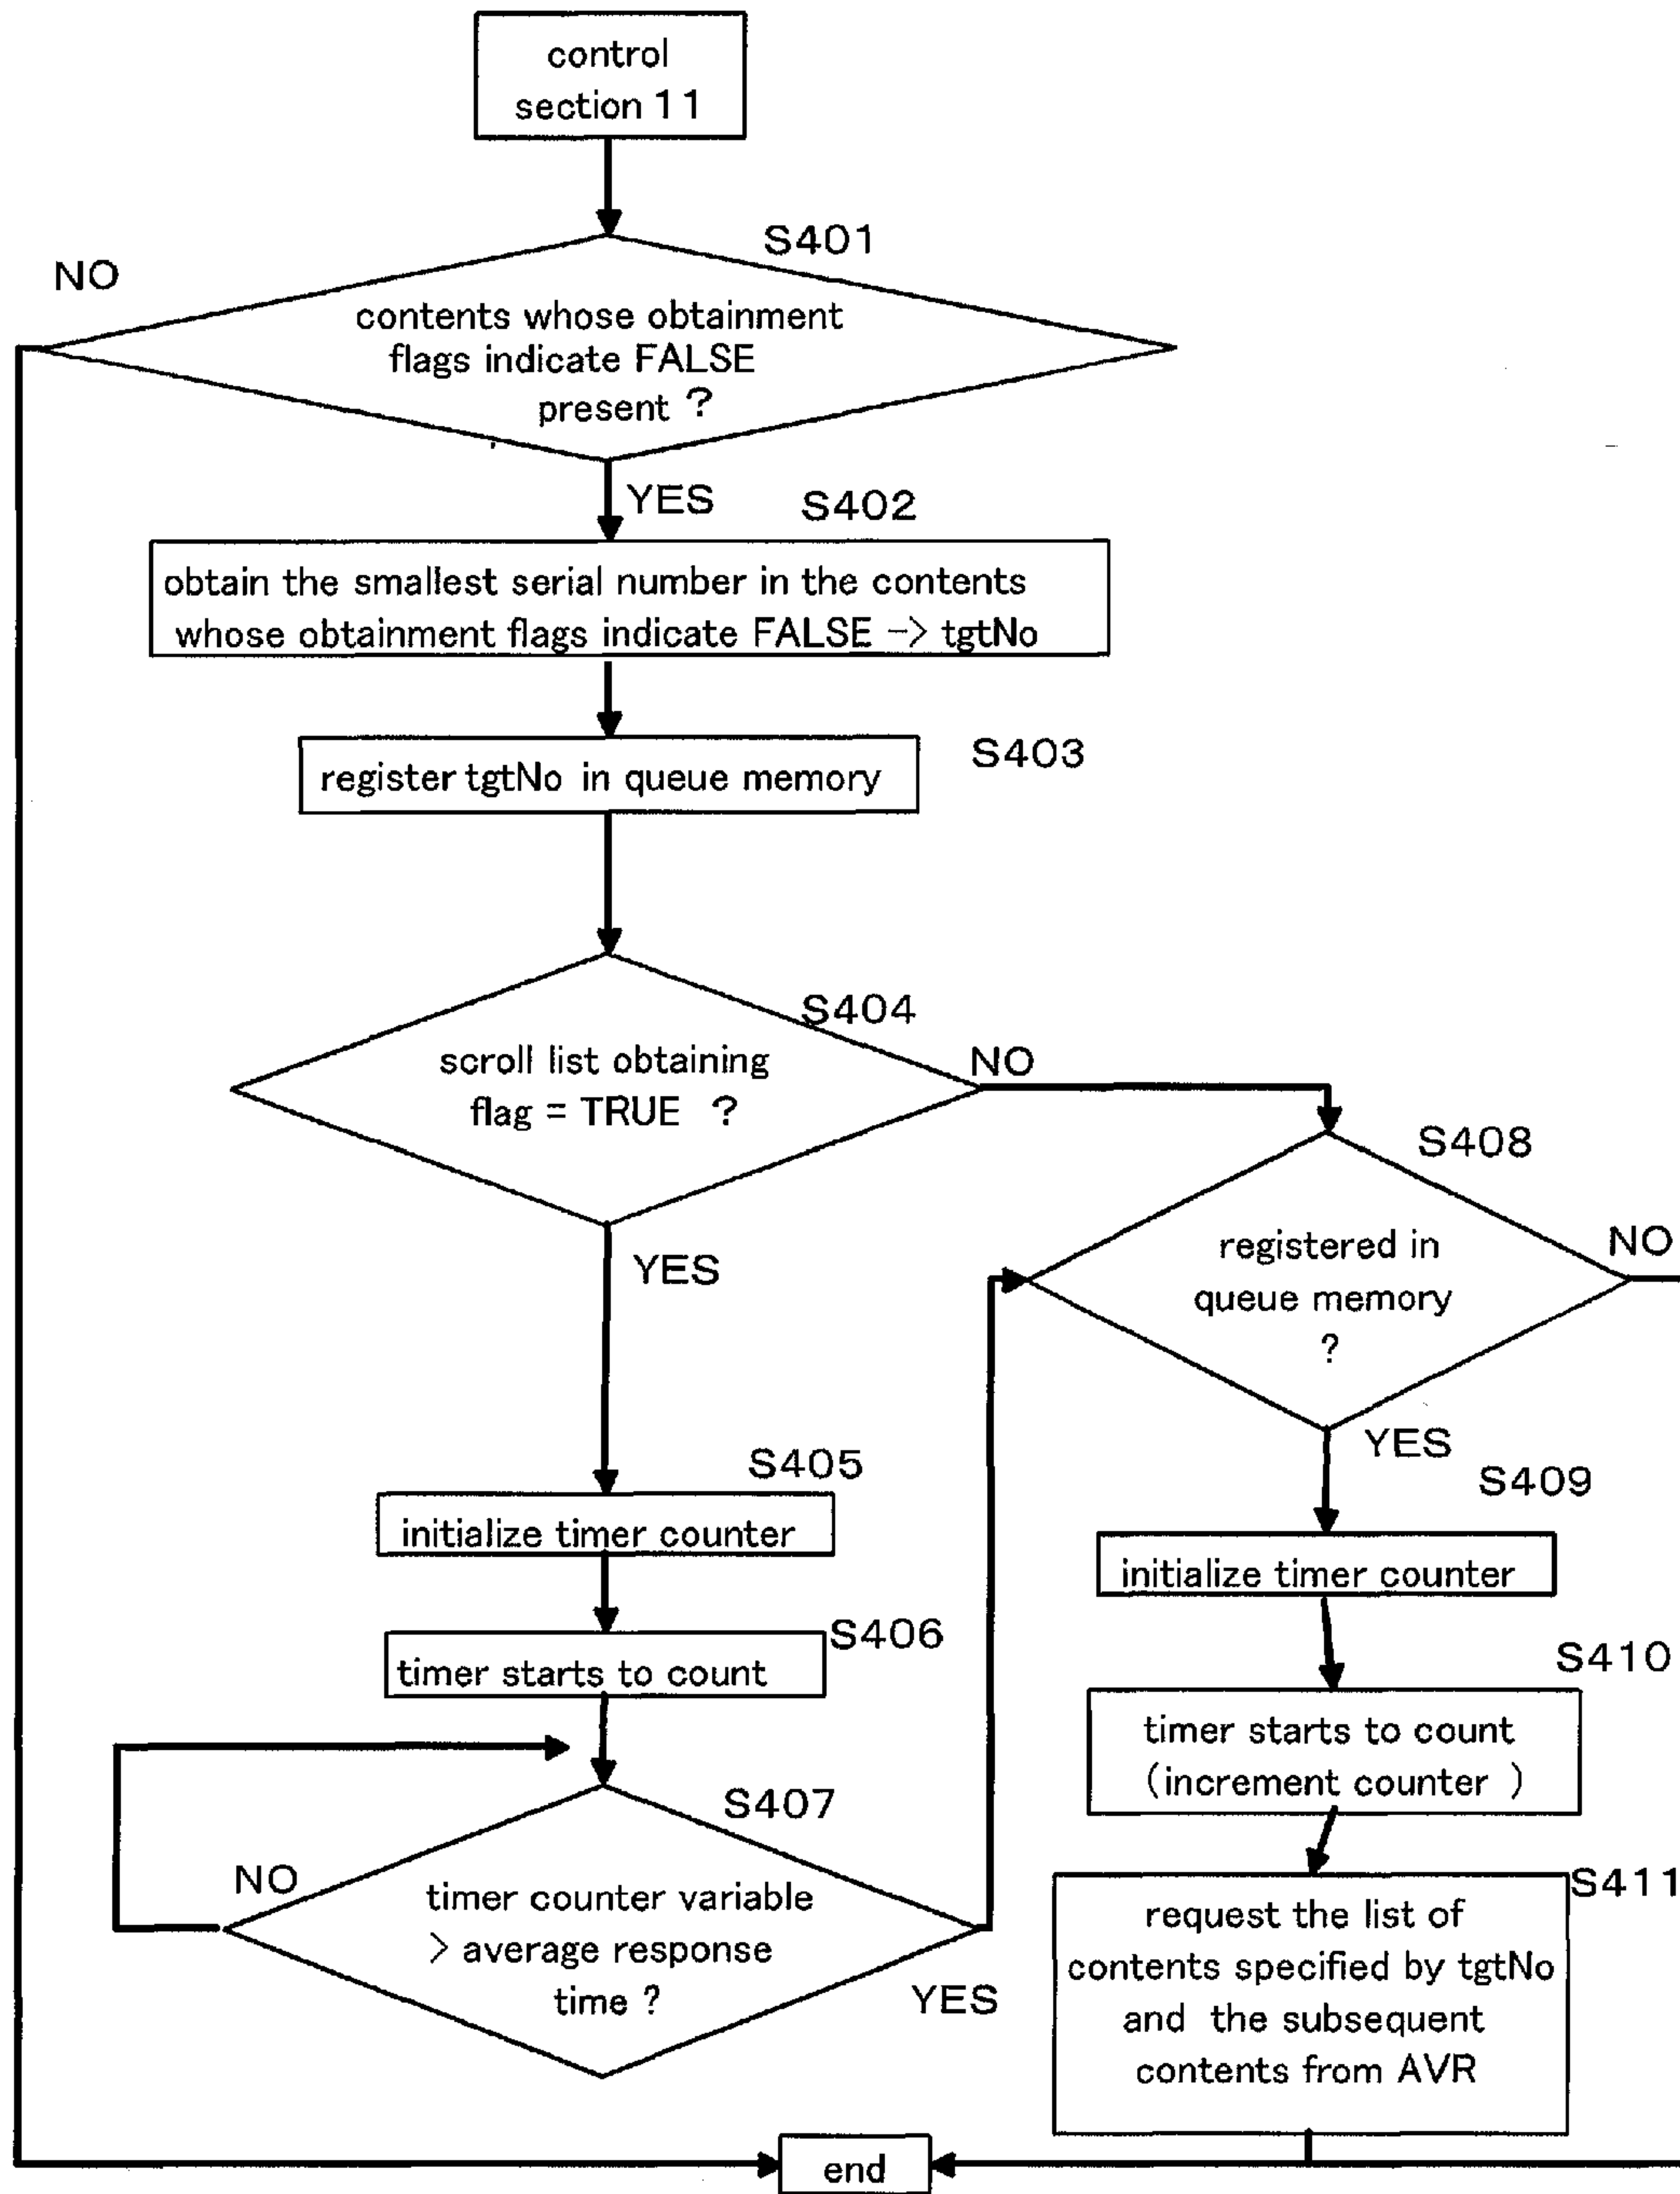 control
section 11
S401
NO
contents whose obtainment
flags indicate FALSE
present ?
YES
S402
obtain the smallest serial number in the contents
whose obtainment flags indicate FALSE -> tgtNo
S403
register tgtNo in queue memory
S404
scroll list obtaining
flag = TRUE ?
NO
YES
S408
registered in
queue memory
?
NO
YES
S405
initialize timer counter
S406
timer starts to count
S407
NO
timer counter variable
> average response
time ?
YES
S409
initialize timer counter
S410
timer starts to count
(increment counter )
S411
request the list of
contents specified by tgtNo
and the subsequent
contents from AVR
end